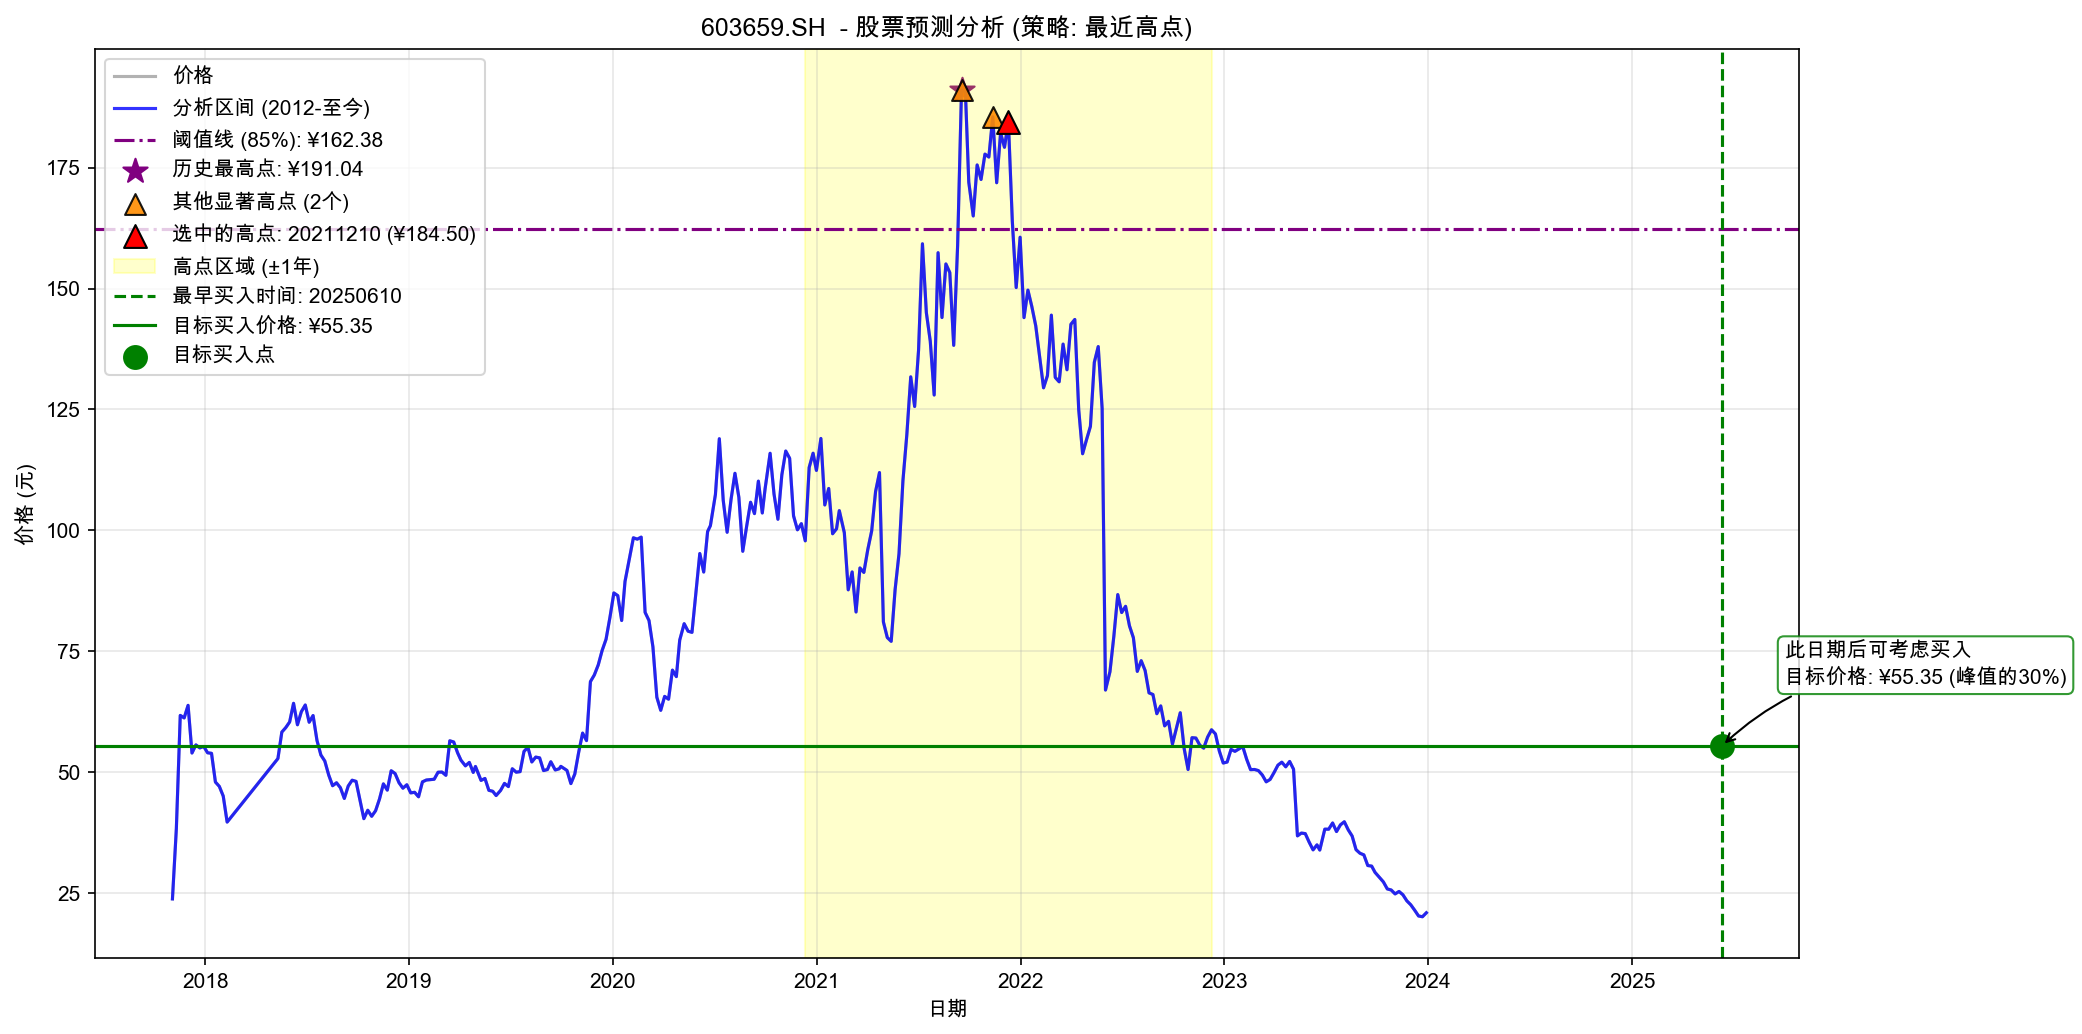 603659.SH  - 股票预测分析 (策略: 最近高点)
价格
分析区间 (2012-至今)
阈值线 (85%): ¥162.38
历史最高点: ¥191.04
其他显著高点 (2个)
选中的高点: 20211210 (¥184.50)
高点区域 (±1年)
最早买入时间: 20250610
目标买入价格: ¥55.35
目标买入点
175
150
125
100
75
50
25
价格 (元)
此日期后可考虑买入
目标价格: ¥55.35 (峰值的30%)
2018
2019
2020
2021
2022
2023
2024
2025
日期